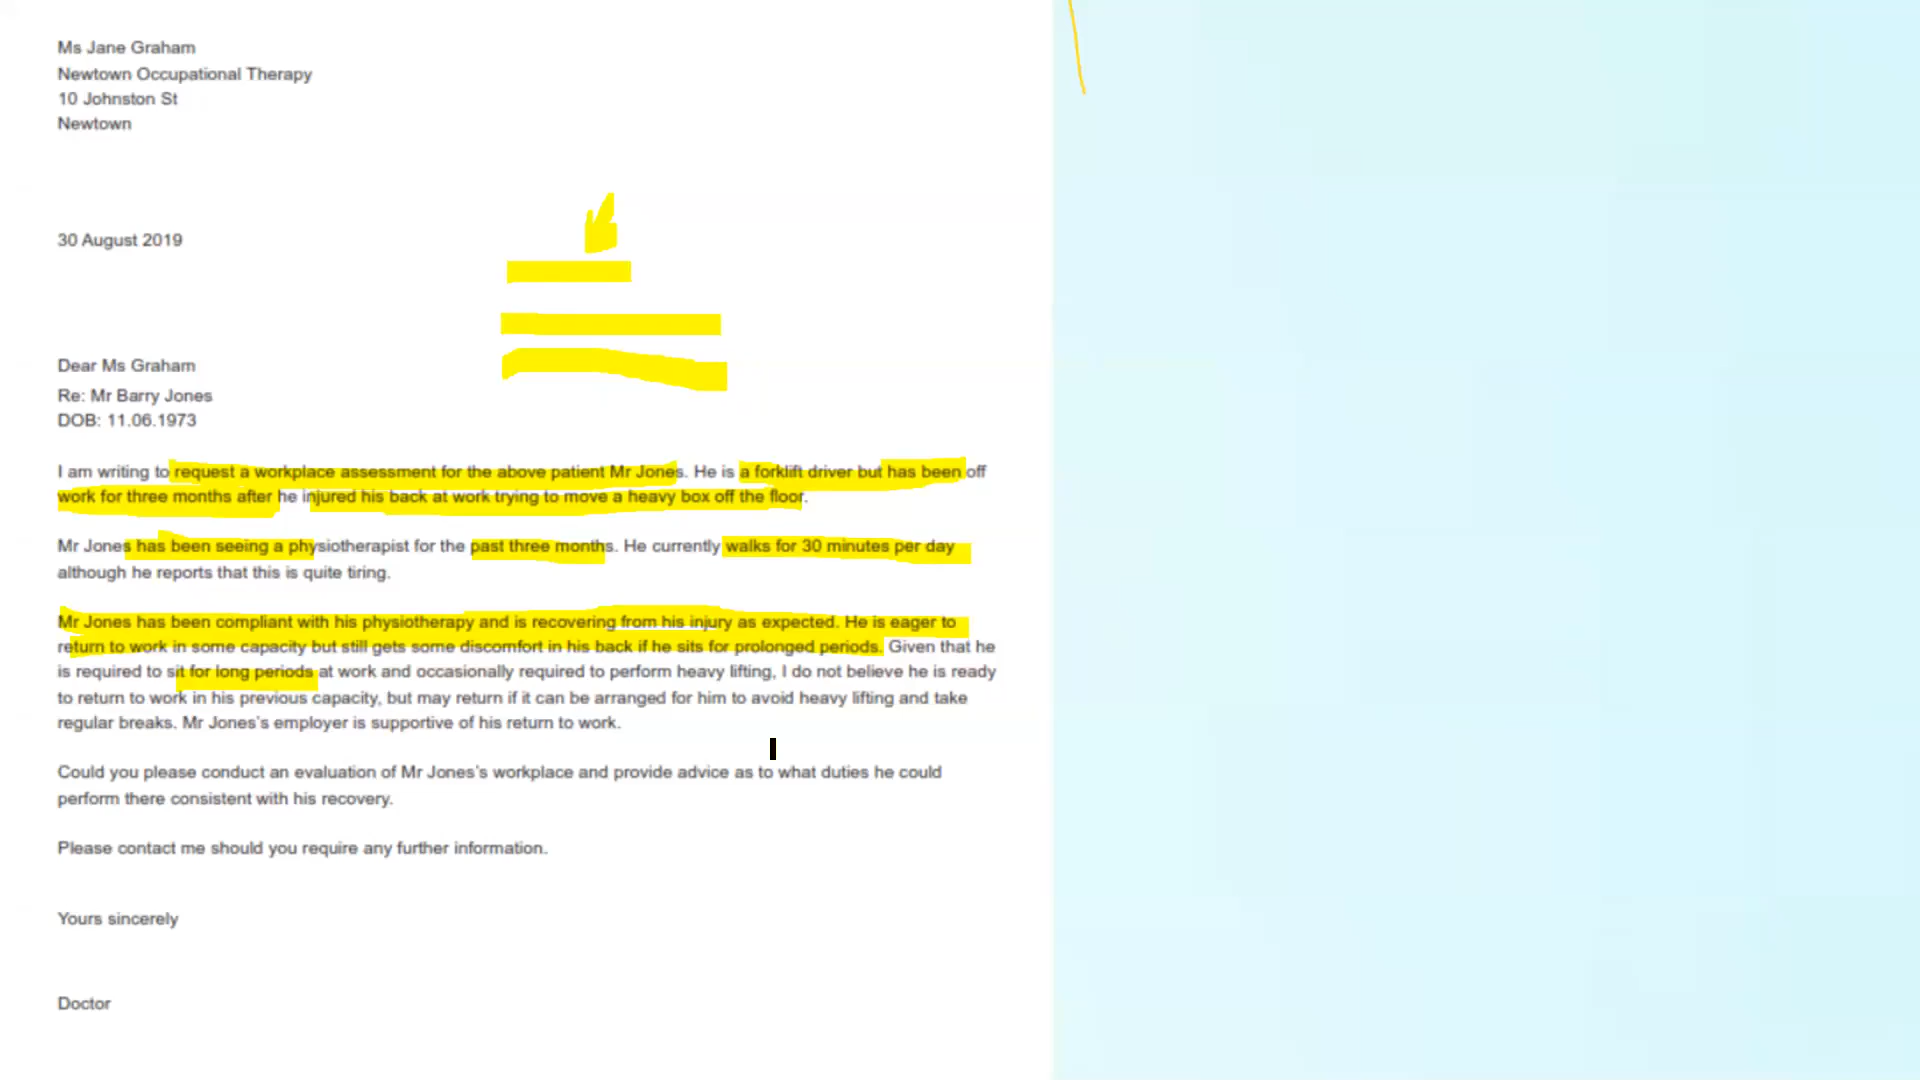 Ms Jane Graham
Newtown Occupational Therapy
10 Johnston St
Newtown
30 August 2019
Dear Ms Graham
Re: Mr Barry Jones
DOB: 11.06.1973
I am writing to request a workplace assessment for the above patient Mr Jones. He is a forklift driver but has been off
work for three months after he injured his back at work trying to move a heavy box off the floor.
Mr Jones has been seeing a physiotherapist for the past three months. He currently walks for 30 minutes per day
although he reports that this is quite tiring.
Mr Jones has been compliant with his physiotherapy and is recovering from his injury as expected. He is eager to
return to work in some capacity but still gets some discomfort in his back if he sits for prolonged periods. Given that he
is required to sit for long periods at work and occasionally required to perform heavy lifting, I do not believe he is ready
to return to work in his previous capacity, but may return if it can be arranged for him to avoid heavy lifting and take
regular breaks. Mr Jones's employer is supportive of his return to work.
Could you please conduct an evaluation of Mr Jones's workplace and provide advice as to what duties he could
perform there consistent with his recovery.
Please contact me should you require any further information.
Yours sincerely
Doctor